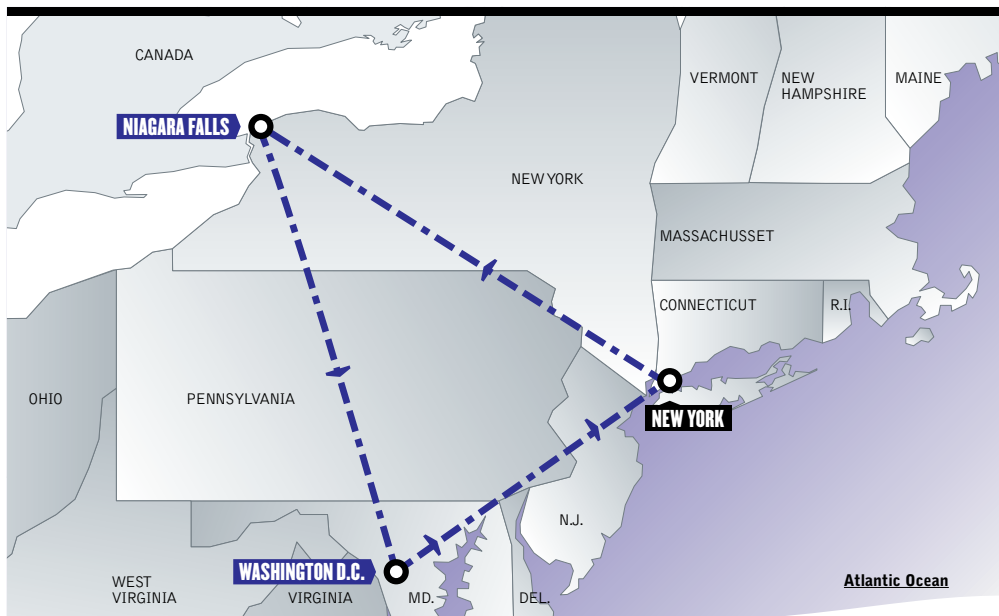 CANADA
VERMONT
NEW
HAMPSHIRE
MAINE
NIAGARA FALLS
NEW YORK
MASSACHUSSET
CONNECTICUT
R.I.
OHIO
PENNSYLVANIA
NEW YORK
N.J.
WASHINGTON D.C.
WEST
VIRGINIA
VIRGINIA
MD.
DEL.
Atlantic Ocean